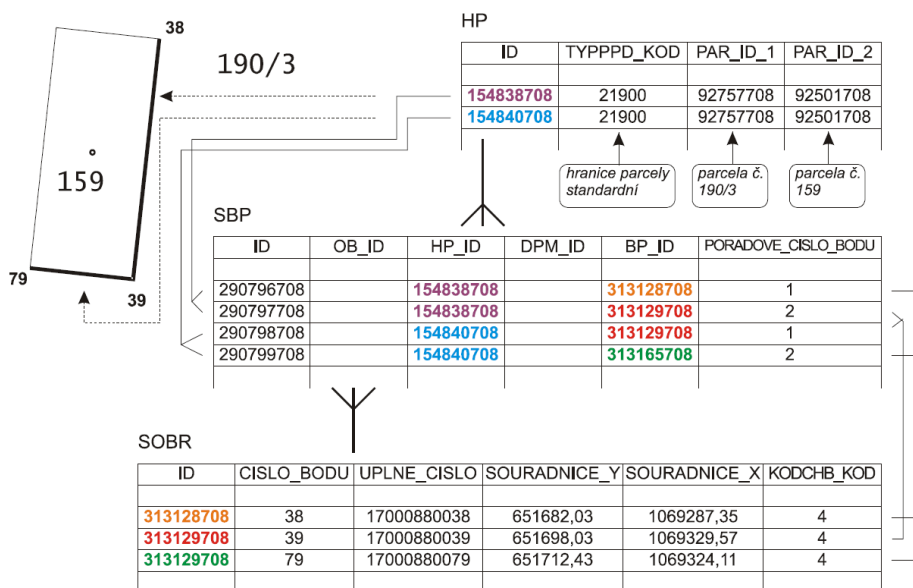 38
190/3
159
79
39
HP
ID TYPPPD_KOD PAR_ID_1 PAR_ID_2
154838708 21900 92757708 92501708
154840708 21900 92757708 92501708
hranice parcely standardní
parcela č. 190/3
parcela č. 159
SBP
ID OB_ID HP_ID DPM_ID BP_ID PORADOVE_CISLO_BODU
290796708 154838708 313128708 1
290797708 154838708 313129708 2
290798708 154840708 313129708 1
290799708 154840708 313165708 2
SOBR
ID CISLO_BODU UPLNE_CISLO SOURADNICE_Y SOURADNICE_X KODCHB_KOD
313128708 38 17000880038 651682,03 1069287,35 4
313129708 39 17000880039 651698,03 1069329,57 4
313129708 79 17000880079 651712,43 1069324,11 4